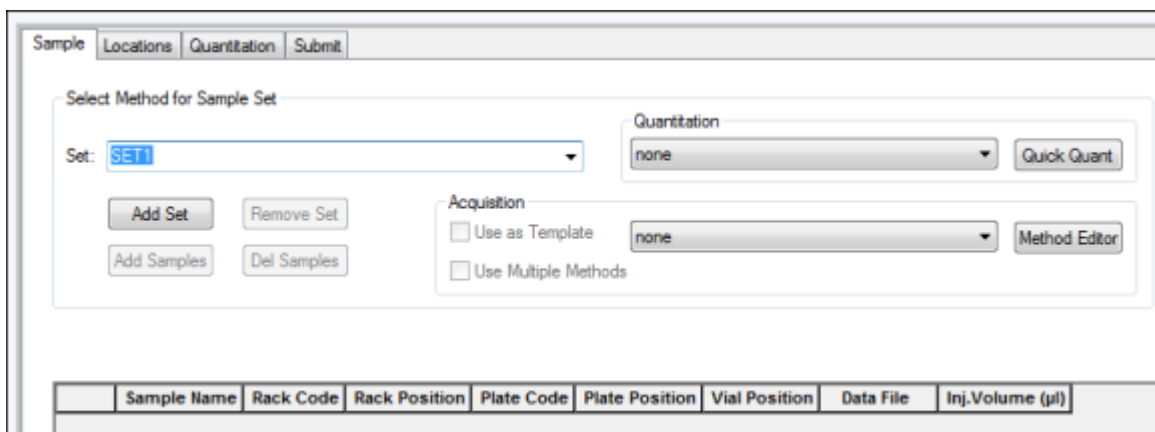 Sample Locations Quantitation Submit
Select Method for Sample Set
Set: SET1
Quantitation
none Quick Quant
Add Set Remove Set
Add Samples Del Samples
Acquisition
Use as Template none Method Editor
Use Multiple Methods
Sample Name Rack Code Rack Position Plate Code Plate Position Vial Position Data File Inj.Volume (µl)